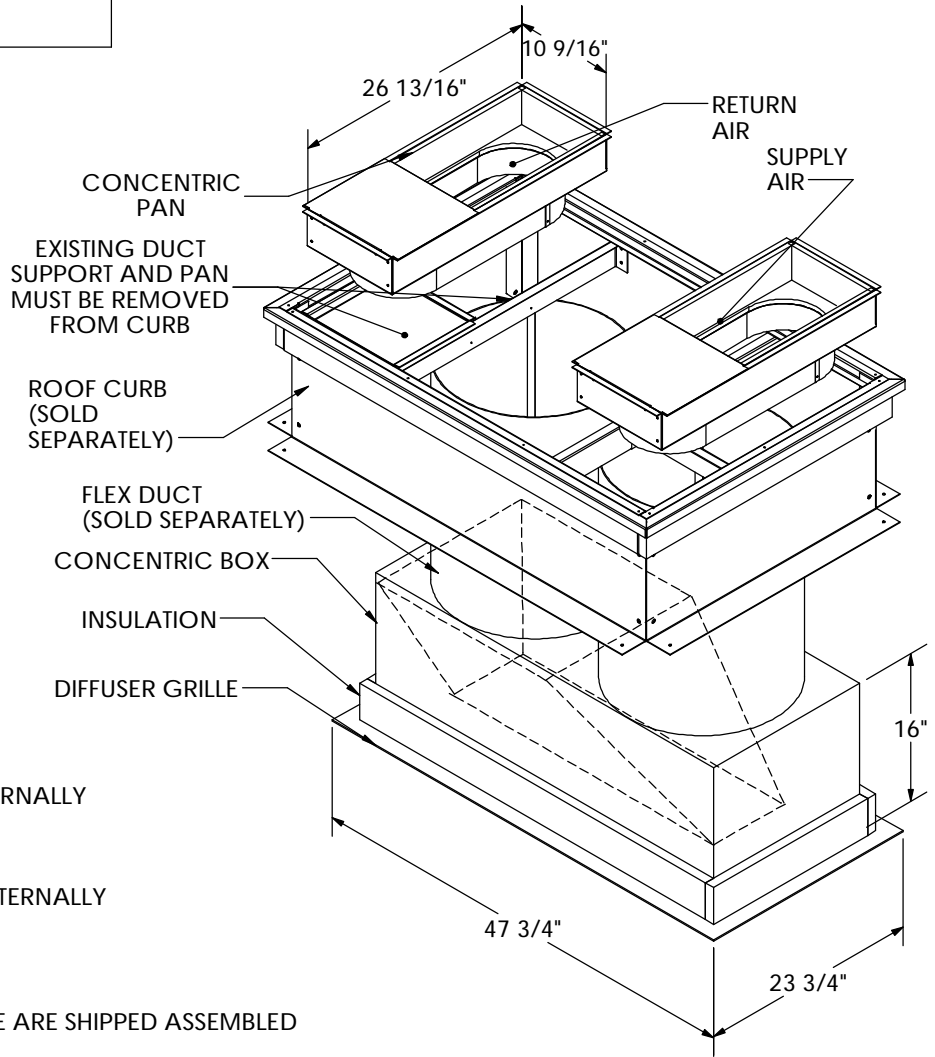 10 9/16"
26 13/16"
RETURN
AIR
SUPPLY
AIR
CONCENTRIC
PAN
EXISTING DUCT
SUPPORT AND PAN
MUST BE REMOVED
FROM CURB
ROOF CURB
(SOLD
SEPARATELY)
FLEX DUCT
(SOLD SEPARATELY)
CONCENTRIC BOX
INSULATION
DIFFUSER GRILLE
16"
RNALLY
TERNALLY
47 3/4"
23 3/4"
E ARE SHIPPED ASSEMBLED